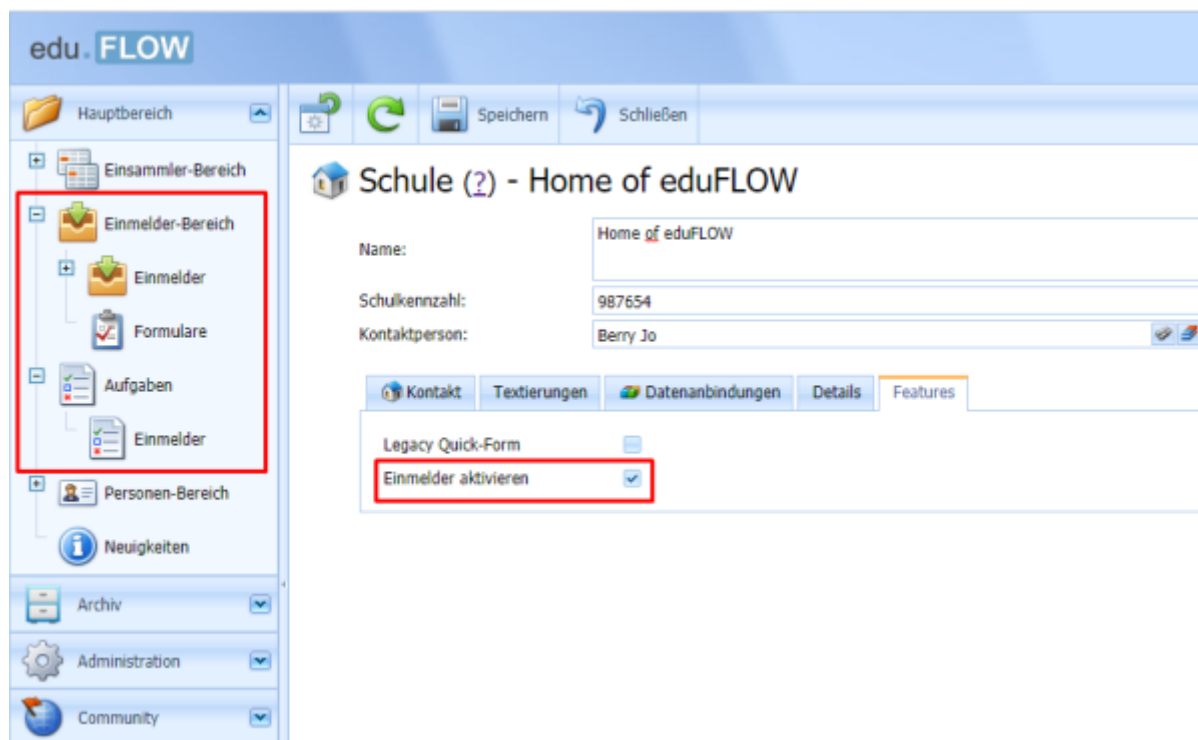 edu.FLOW
Hauptbereich
Einsammler-Bereich
Einmelder-Bereich
Einmelder
Formulare
Aufgaben
Einmelder
Personen-Bereich
Neuigkeiten
Archiv
Administration
Community
Speichern Schließen
Schule (?) - Home of eduFLOW
Name: Home of eduFLOW
Schulkennzahl: 987654
Kontaktperson: Berry Jo
Kontakt Textierungen Datenanbindungen Details Features
Legacy Quick-Form
Einmelder aktivieren